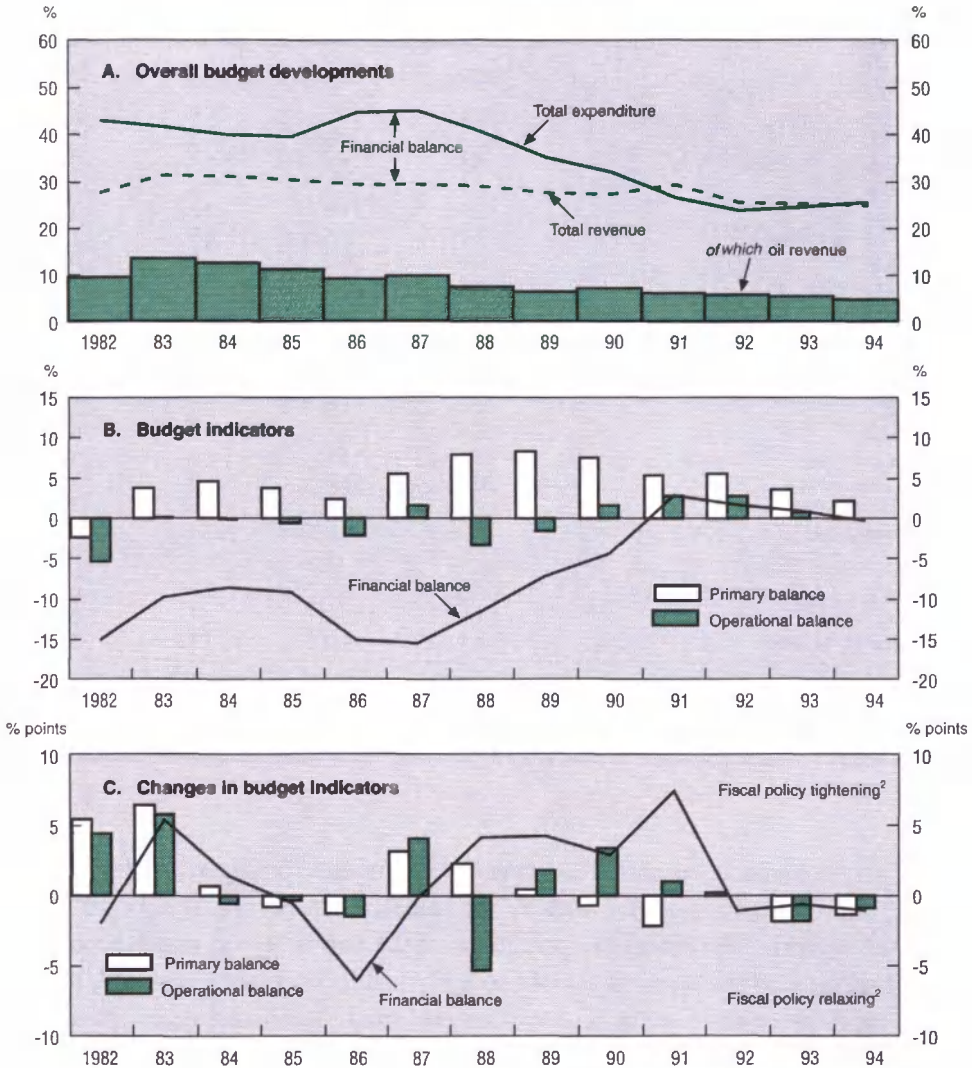 % %
60 60
A. Overall budget developments
50 50
Total expenditure
40 40
Financial balance
30 30
Total revenue
20 20
of which oil revenue
10 10
0 0
1982 83 84 85 86 87 88 89 90 91 92 93 94
% %
15 15
B. Budget indicators
10 10
5 5
0 0
-5 -5
Financial balance
Primary balance
-10 -10
Operational balance
-15 -15
-20 -20
1982 83 84 85 86 87 88 89 90 91 92 93 94
% points % points
10 10
C. Changes in budget indicators
Fiscal policy tightening²
5 5
0 0
Primary balance
-5 -5
Operational balance
Financial balance
Fiscal policy relaxing²
-10 -10
1982 83 84 85 86 87 88 89 90 91 92 93 94